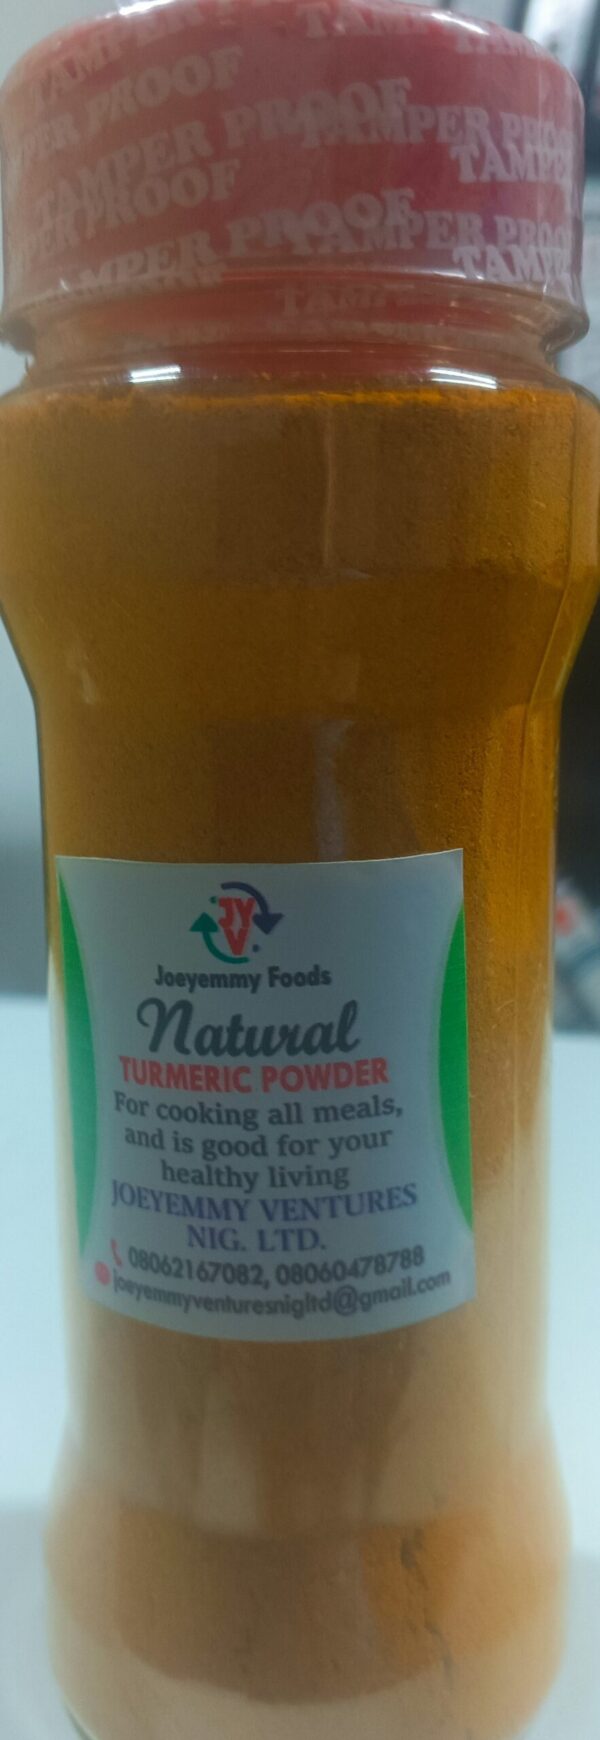 TAMPER PROOF
TAMPER PROOF
TAMPER PROOF
TAMPER PROOF
JYV
Joeyemmy Foods
Natural
TURMERIC POWDER
For cooking all meals,
and is good for your
healthy living
JOEYEMMY VENTURES
NIG. LTD.
08062167082, 08060478788
joeyemmyventuresnigltd@gmail.com